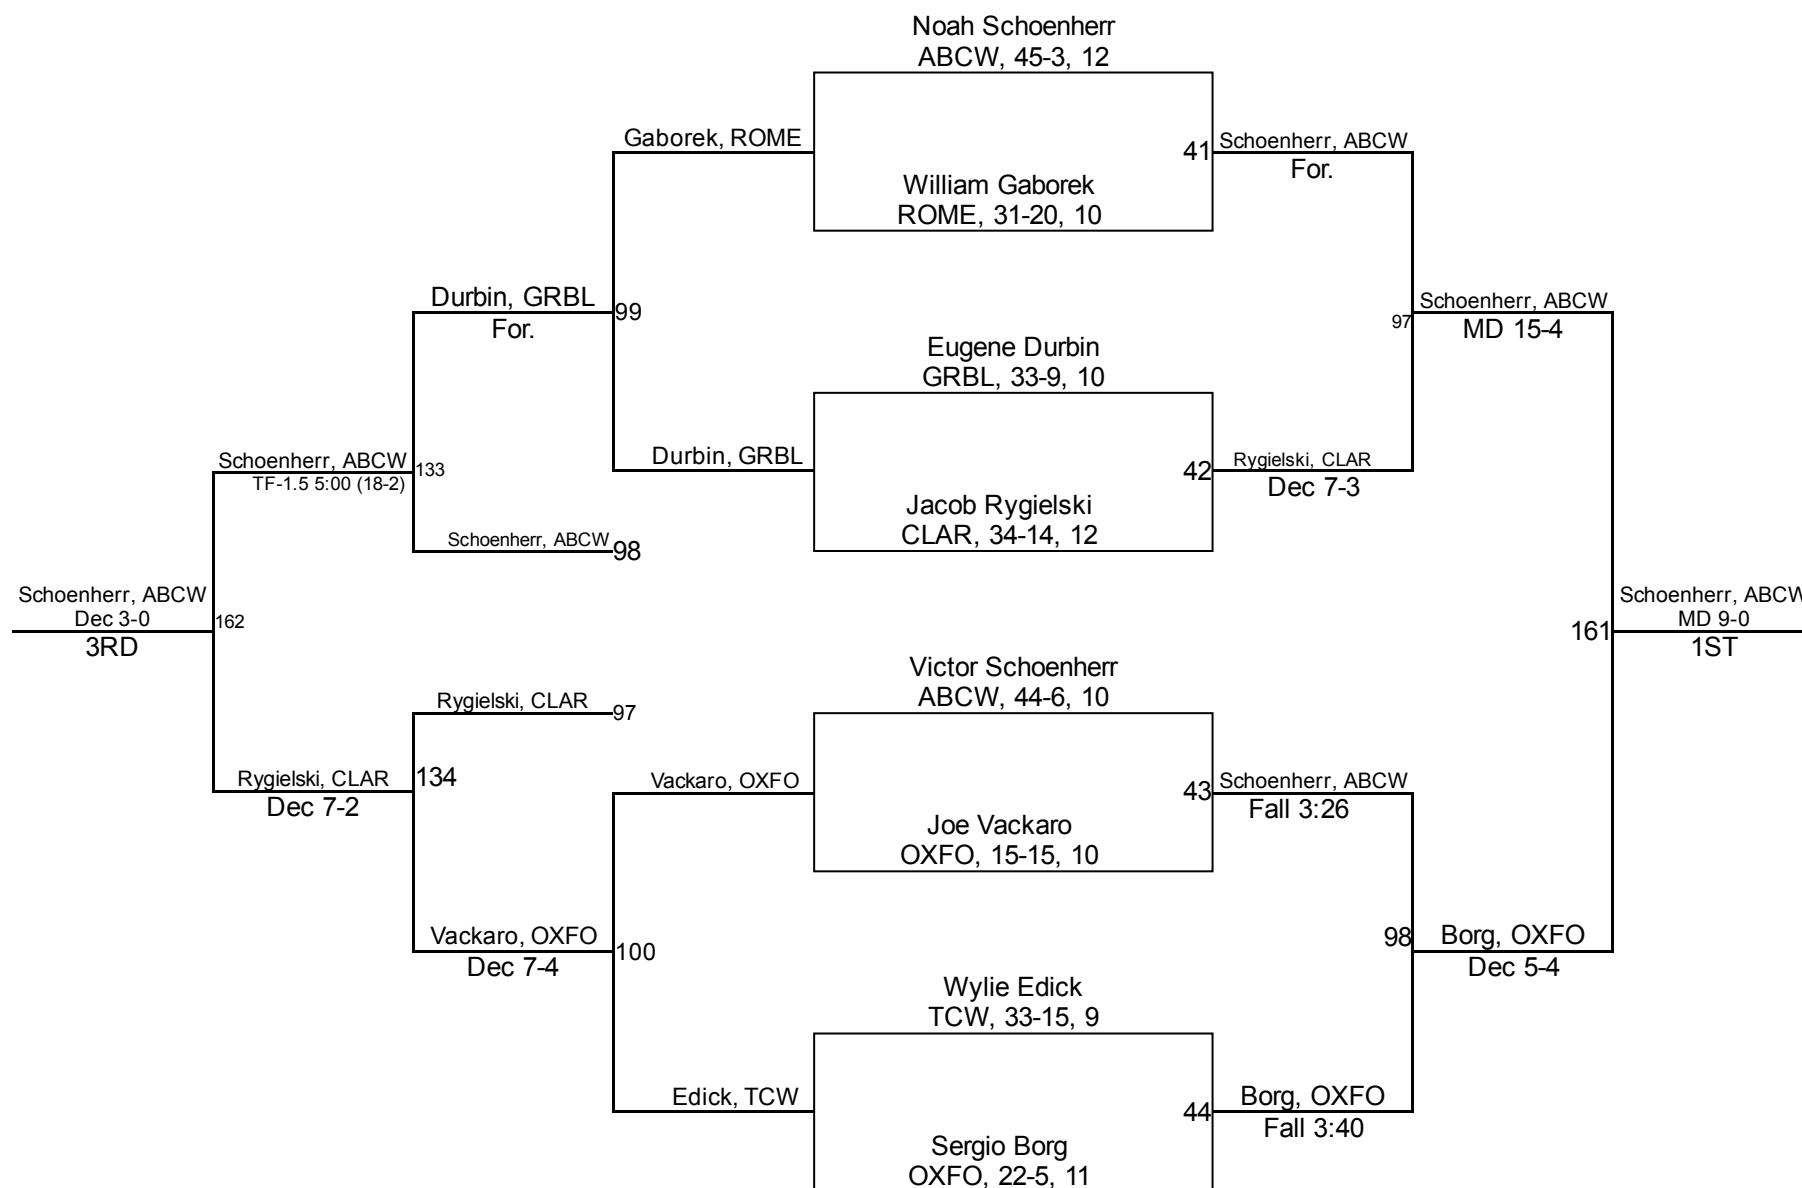 Noah Schoenherr
ABCW, 45-3, 12
Gaborek, ROME
41
Schoenherr, ABCW
For.
William Gaborek
ROME, 31-20, 10
Durbin, GRBL
For.
99
Schoenherr, ABCW
MD 15-4
97
Eugene Durbin
GRBL, 33-9, 10
Durbin, GRBL
42
Rygielski, CLAR
Dec 7-3
Schoenherr, ABCW
TF-1.5 5:00 (18-2)
133
Jacob Rygielski
CLAR, 34-14, 12
Schoenherr, ABCW
98
Schoenherr, ABCW
Dec 3-0
3RD
162
161
Schoenherr, ABCW
MD 9-0
1ST
Victor Schoenherr
ABCW, 44-6, 10
Rygielski, CLAR
97
Rygielski, CLAR
Dec 7-2
134
Vackaro, OXFO
43
Schoenherr, ABCW
Fall 3:26
Joe Vackaro
OXFO, 15-15, 10
Vackaro, OXFO
Dec 7-4
100
98
Borg, OXFO
Dec 5-4
Wylie Edick
TCW, 33-15, 9
Edick, TCW
44
Borg, OXFO
Fall 3:40
Sergio Borg
OXFO, 22-5, 11